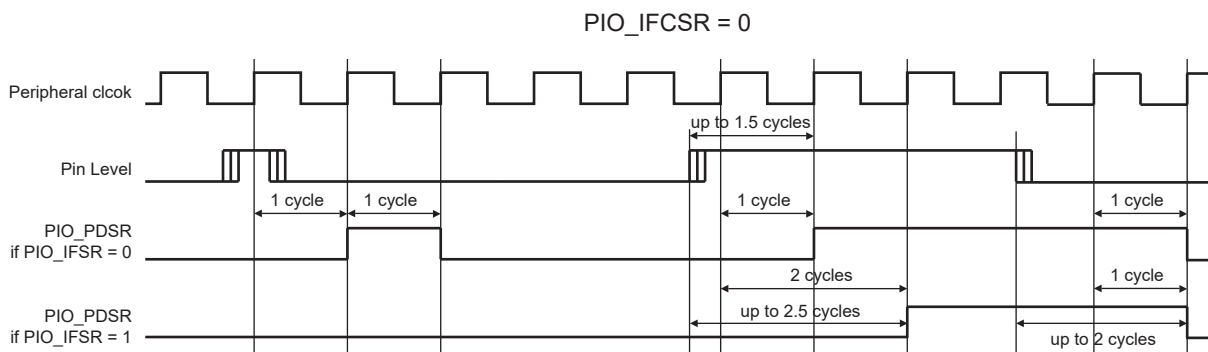 PIO_IFCSR = 0
Peripheral clcok
up to 1.5 cycles
Pin Level
1 cycle
1 cycle
1 cycle
1 cycle
PIO_PDSR
if PIO_IFSR = 0
2 cycles
1 cycle
PIO_PDSR
if PIO_IFSR = 1
up to 2.5 cycles
up to 2 cycles